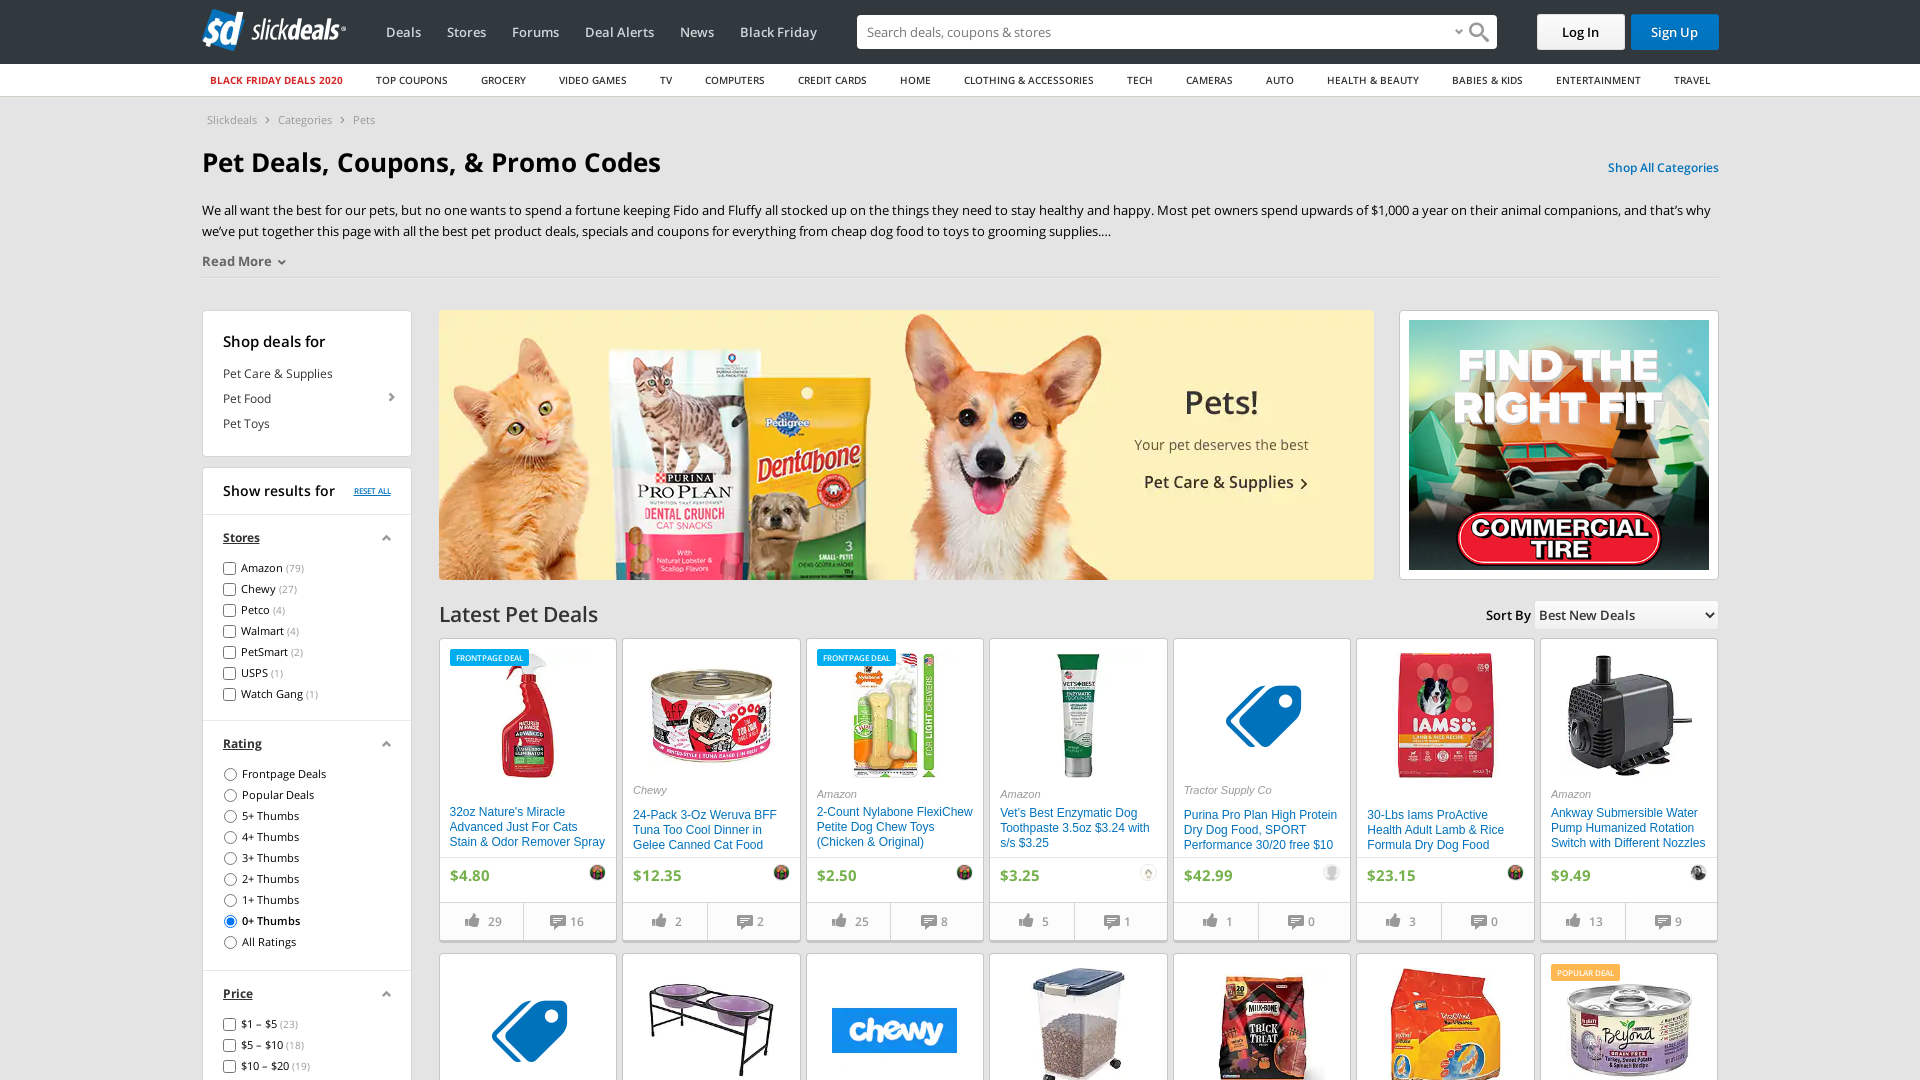 slickdeals
Deals
Stores
Forums
Deal Alerts
News
Black Friday
Search deals, coupons & stores
Log In
Sign Up
BLACK FRIDAY DEALS 2020
TOP COUPONS
GROCERY
VIDEO GAMES
TV
COMPUTERS
CREDIT CARDS
HOME
CLOTHING & ACCESSORIES
TECH
CAMERAS
AUTO
HEALTH & BEAUTY
BABIES & KIDS
ENTERTAINMENT
TRAVEL
Slickdeals
Categories
Pets
Pet Deals, Coupons, & Promo Codes
Shop All Categories
We all want the best for our pets, but no one wants to spend a fortune keeping Fido and Fluffy all stocked up on the things they need to stay healthy and happy. Most pet owners spend upwards of $1,000 a year on their animal companions, and that’s why
we’ve put together this page with all the best pet product deals, specials and coupons for everything from cheap dog food to toys to grooming supplies....
Read More
Shop deals for
Pet Care & Supplies
Pet Food
Pet Toys
Show results for
RESET ALL
Stores
Amazon (79)
Chewy (27)
Petco (4)
Walmart (4)
PetSmart (2)
USPS (1)
Watch Gang (1)
Rating
Frontpage Deals
Popular Deals
5+ Thumbs
4+ Thumbs
3+ Thumbs
2+ Thumbs
1+ Thumbs
0+ Thumbs
All Ratings
Price
$1 – $5 (23)
$5 – $10 (18)
$10 – $20 (19)
PURINA
PRO PLAN
DENTAL CRUNCH
CAT SNACKS
With
Natural Lobster &
Scallop Flavors
Pedigree
Dentabone
3
SMALL-PETIT
Pets!
Your pet deserves the best
Pet Care & Supplies
FIND THE
RIGHT FIT
COMMERCIAL
TIRE
Latest Pet Deals
Sort By
Best New Deals
FRONTPAGE DEAL
32oz Nature's Miracle
Advanced Just For Cats
Stain & Odor Remover Spray
$4.80
29
16
Chewy
24-Pack 3-Oz Weruva BFF
Tuna Too Cool Dinner in
Gelee Canned Cat Food
$12.35
2
2
FRONTPAGE DEAL
FOR LIGHT CHEWERS
Amazon
2-Count Nylabone FlexiChew
Petite Dog Chew Toys
(Chicken & Original)
$2.50
25
8
VET'S BEST
Amazon
Vet's Best Enzymatic Dog
Toothpaste 3.5oz $3.24 with
s/s $3.25
$3.25
5
1
Tractor Supply Co
Purina Pro Plan High Protein
Dry Dog Food, SPORT
Performance 30/20 free $10
$42.99
1
0
IAMS
30-Lbs Iams ProActive
Health Adult Lamb & Rice
Formula Dry Dog Food
$23.15
3
0
Amazon
Ankway Submersible Water
Pump Humanized Rotation
Switch with Different Nozzles
$9.49
13
9
chewy
MILK-BONE
TRICK
TREAT
POPULAR DEAL
Beyond
GRAIN FREE